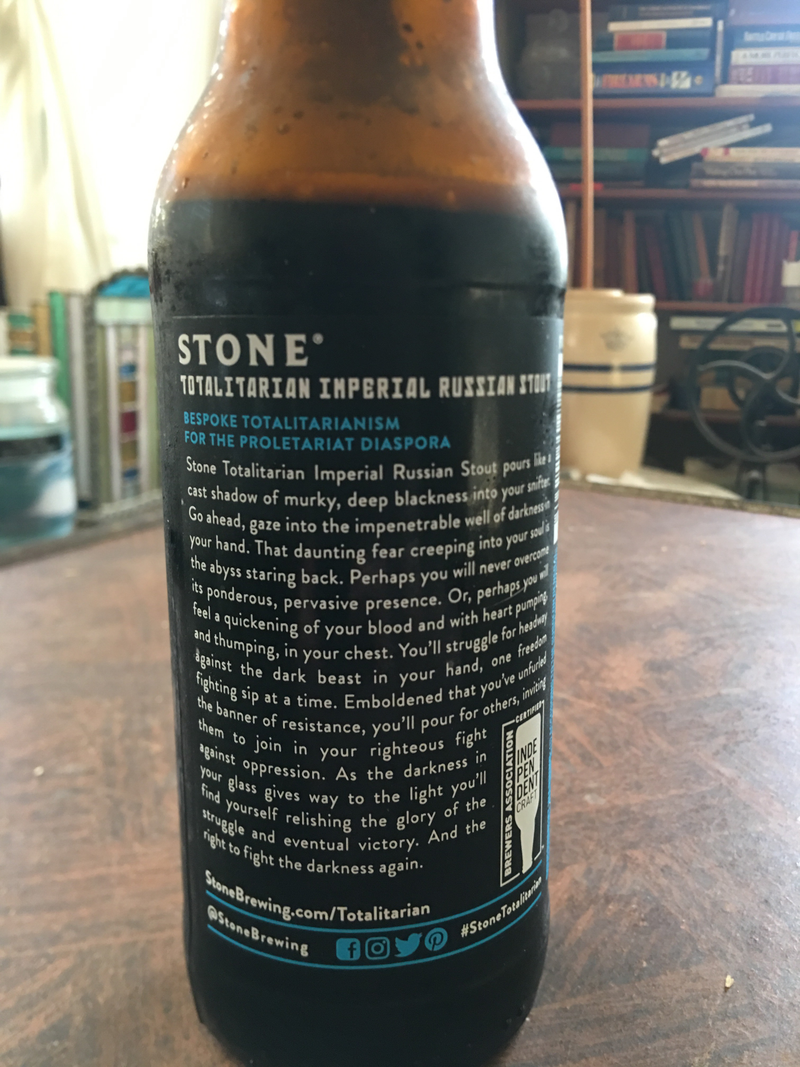 STONE®
TOTALITARIAN IMPERIAL RUSSIAN STOUT
BESPOKE TOTALITARIANISM
FOR THE PROLETARIAT DIASPORA
Stone Totalitarian Imperial Russian Stout pours like a
cast shadow of murky, deep blackness into your snifter.
Go ahead, gaze into the impenetrable well of darkness in
your hand. That daunting fear creeping into your soul is
the abyss staring back. Perhaps you will never overcome
its ponderous, pervasive presence. Or, perhaps you will
feel a quickening of your blood and with heart pumping,
and thumping, in your chest. You'll struggle for headway
against the dark beast in your hand, one freedom
fighting sip at a time. Emboldened that you've unfurled
the banner of resistance, you'll pour for others, inviting
them to join in your righteous fight
against oppression. As the darkness in
your glass gives way to the light you'll
find yourself relishing the glory of the
struggle and eventual victory. And the
right to fight the darkness again.
BREWERS ASSOCIATION
CERTIFIED
INDE
PEN
DENT
CRAFT
StoneBrewing.com/Totalitarian
@StoneBrewing
#StoneTotalitarian
FIREARMS